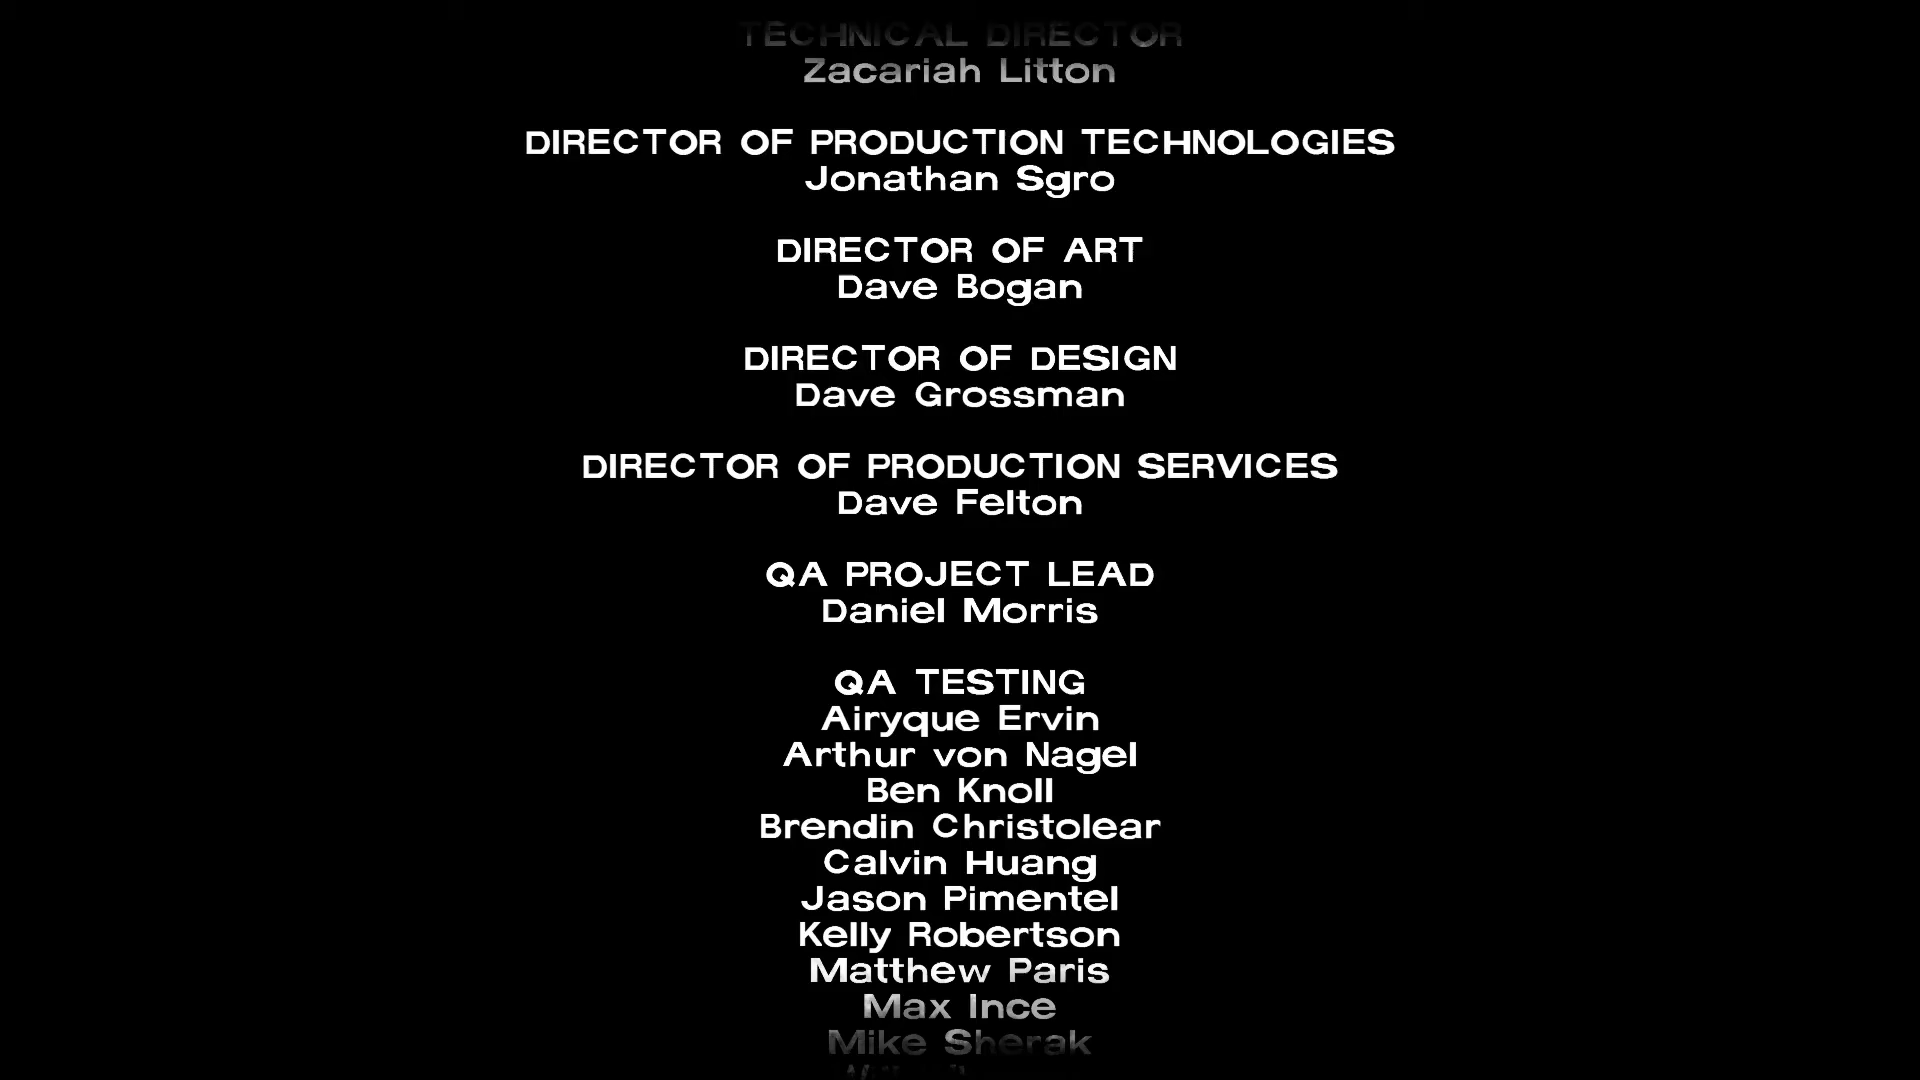 TECHNICAL DIRECTOR
Zacariah Litton
DIRECTOR OF PRODUCTION TECHNOLOGIES
Jonathan Sgro
DIRECTOR OF ART
Dave Bogan
DIRECTOR OF DESIGN
Dave Grossman
DIRECTOR OF PRODUCTION SERVICES
Dave Felton
QA PROJECT LEAD
Daniel Morris
QA TESTING
Airyque Ervin
Arthur von Nagel
Ben Knoll
Brendin Christolear
Calvin Huang
Jason Pimentel
Kelly Robertson
Matthew Paris
Max Ince
Mike Sherak